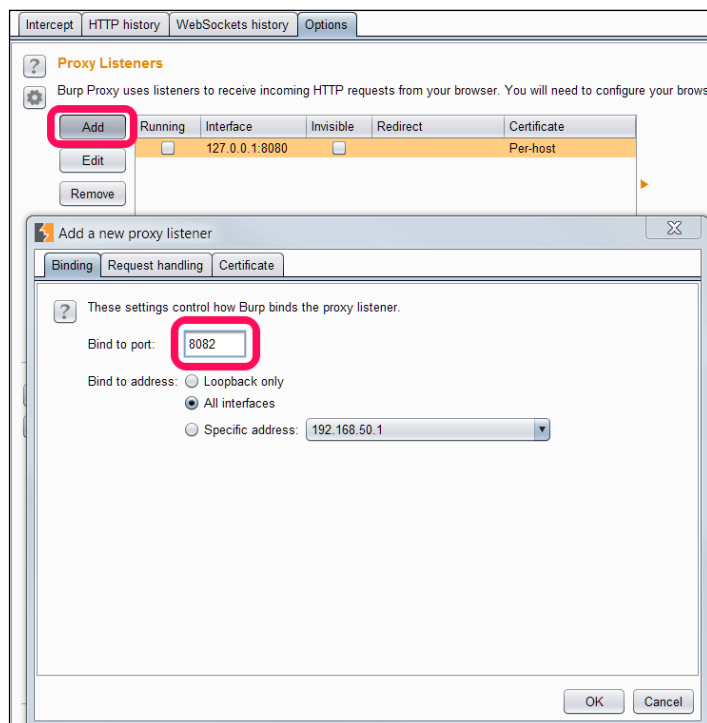 Intercept HTTP history WebSockets history Options
? Proxy Listeners
Burp Proxy uses listeners to receive incoming HTTP requests from your browser. You will need to configure your brows
Add Running Interface Invisible Redirect Certificate
127.0.0.1:8080 Per-host
Edit
Remove
Add a new proxy listener
Binding Request handling Certificate
? These settings control how Burp binds the proxy listener.
Bind to port: 8082
Bind to address: Loopback only
All interfaces
Specific address: 192.168.50.1
OK Cancel